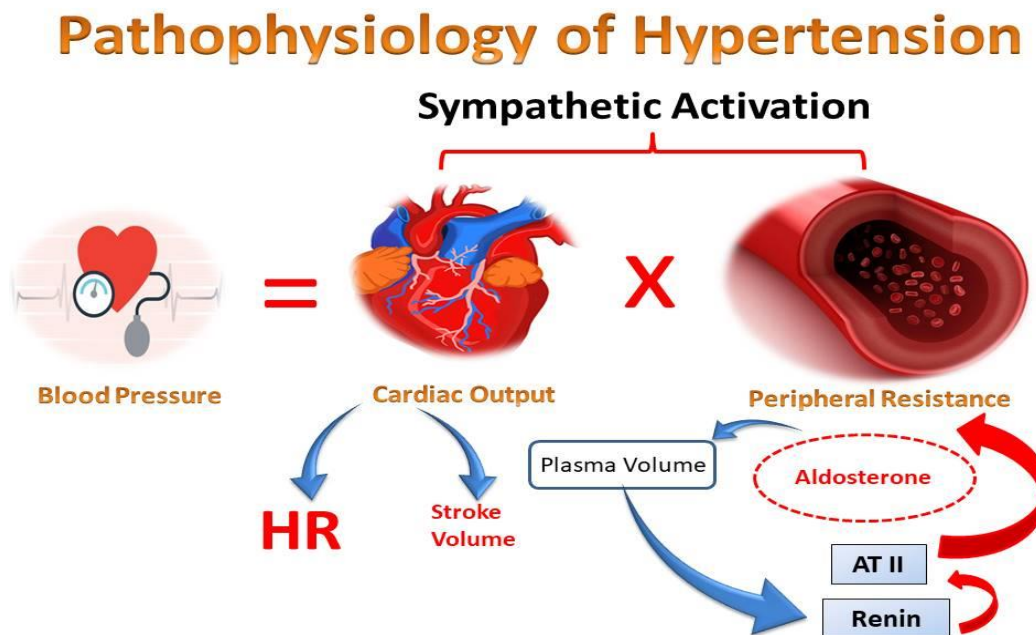 Pathophysiology of Hypertension
Sympathetic Activation
=
X
Blood Pressure
Cardiac Output
Peripheral Resistance
HR
Stroke
Volume
Plasma Volume
Aldosterone
AT II
Renin